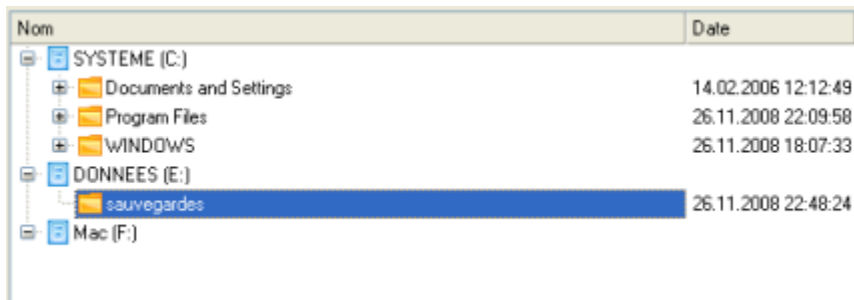 Nom Date
SYSTEME (C:)
Documents and Settings 14.02.2006 12:12:49
Program Files 26.11.2008 22:09:58
WINDOWS 26.11.2008 18:07:33
DONNEES (E:)
sauvegardes 26.11.2008 22:48:24
Mac (F:)